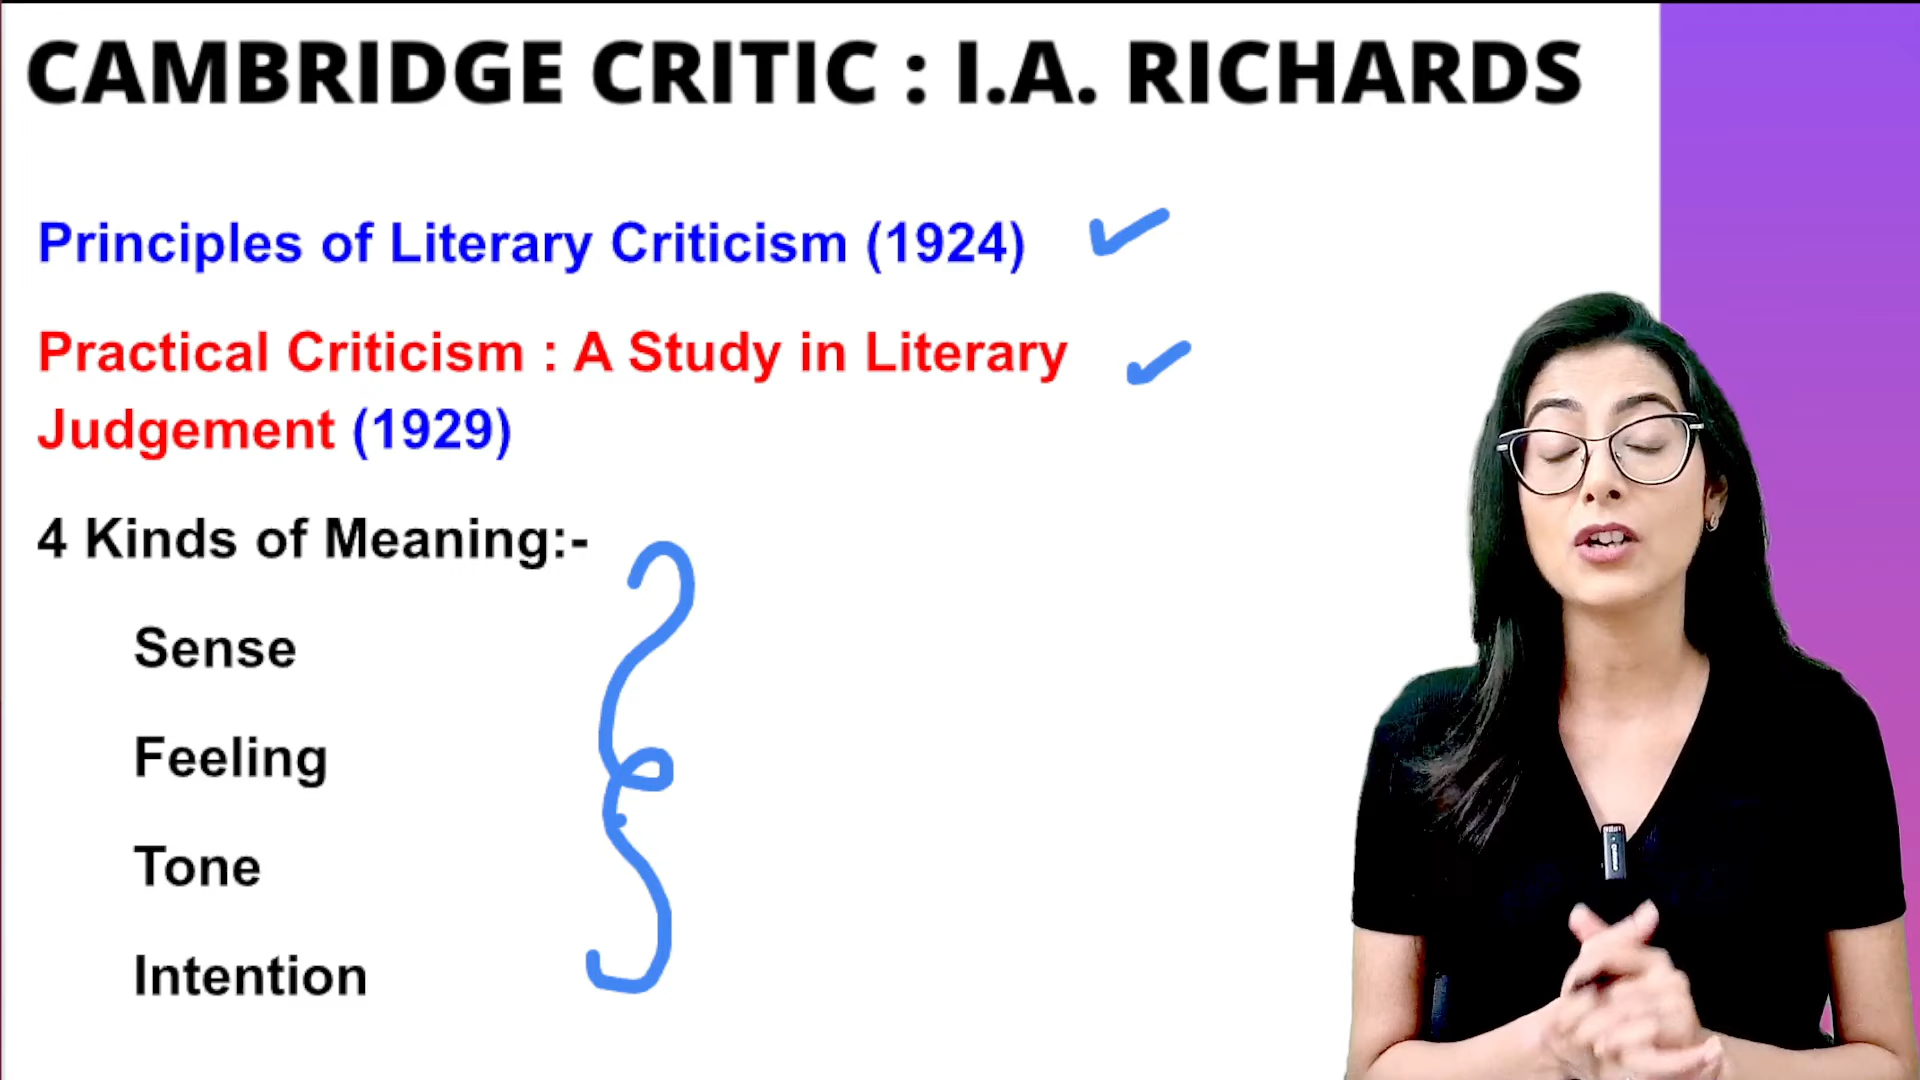 CAMBRIDGE CRITIC : I.A. RICHARDS
Principles of Literary Criticism (1924)
Practical Criticism : A Study in Literary
Judgement (1929)
4 Kinds of Meaning:-
Sense
Feeling
Tone
Intention